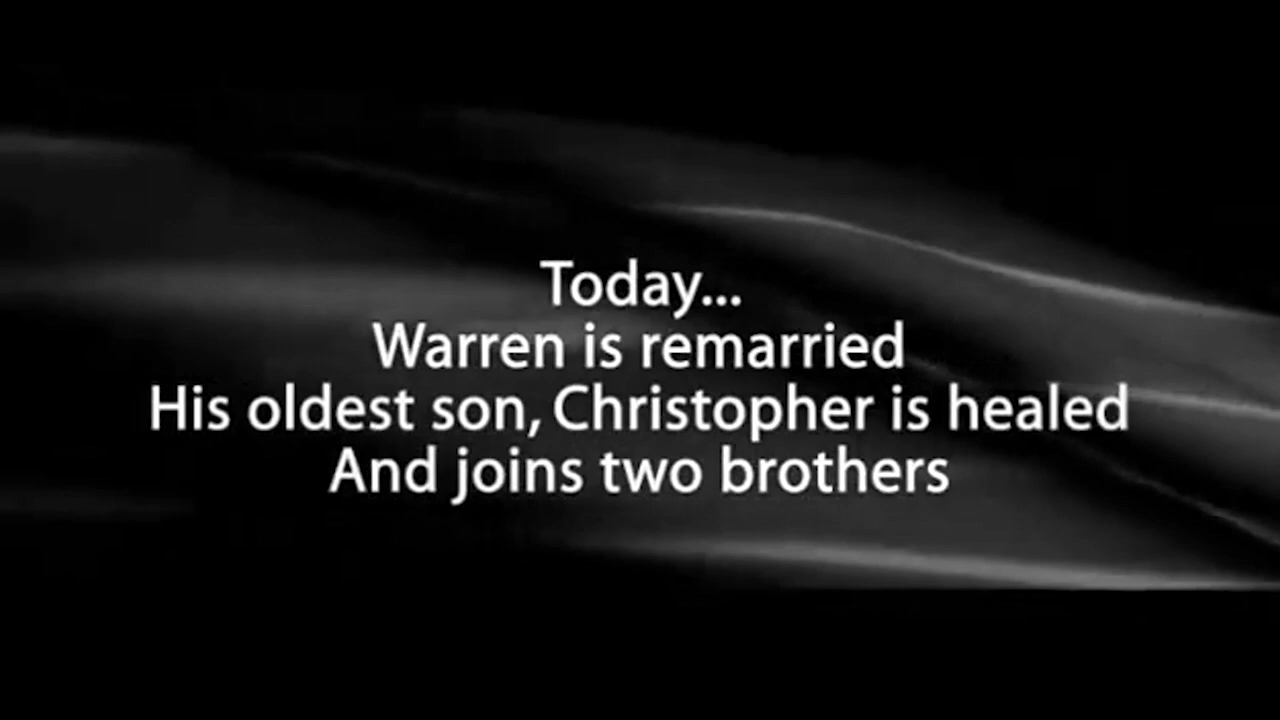 Today...
Warren is remarried
His oldest son, Christopher is healed
And joins two brothers